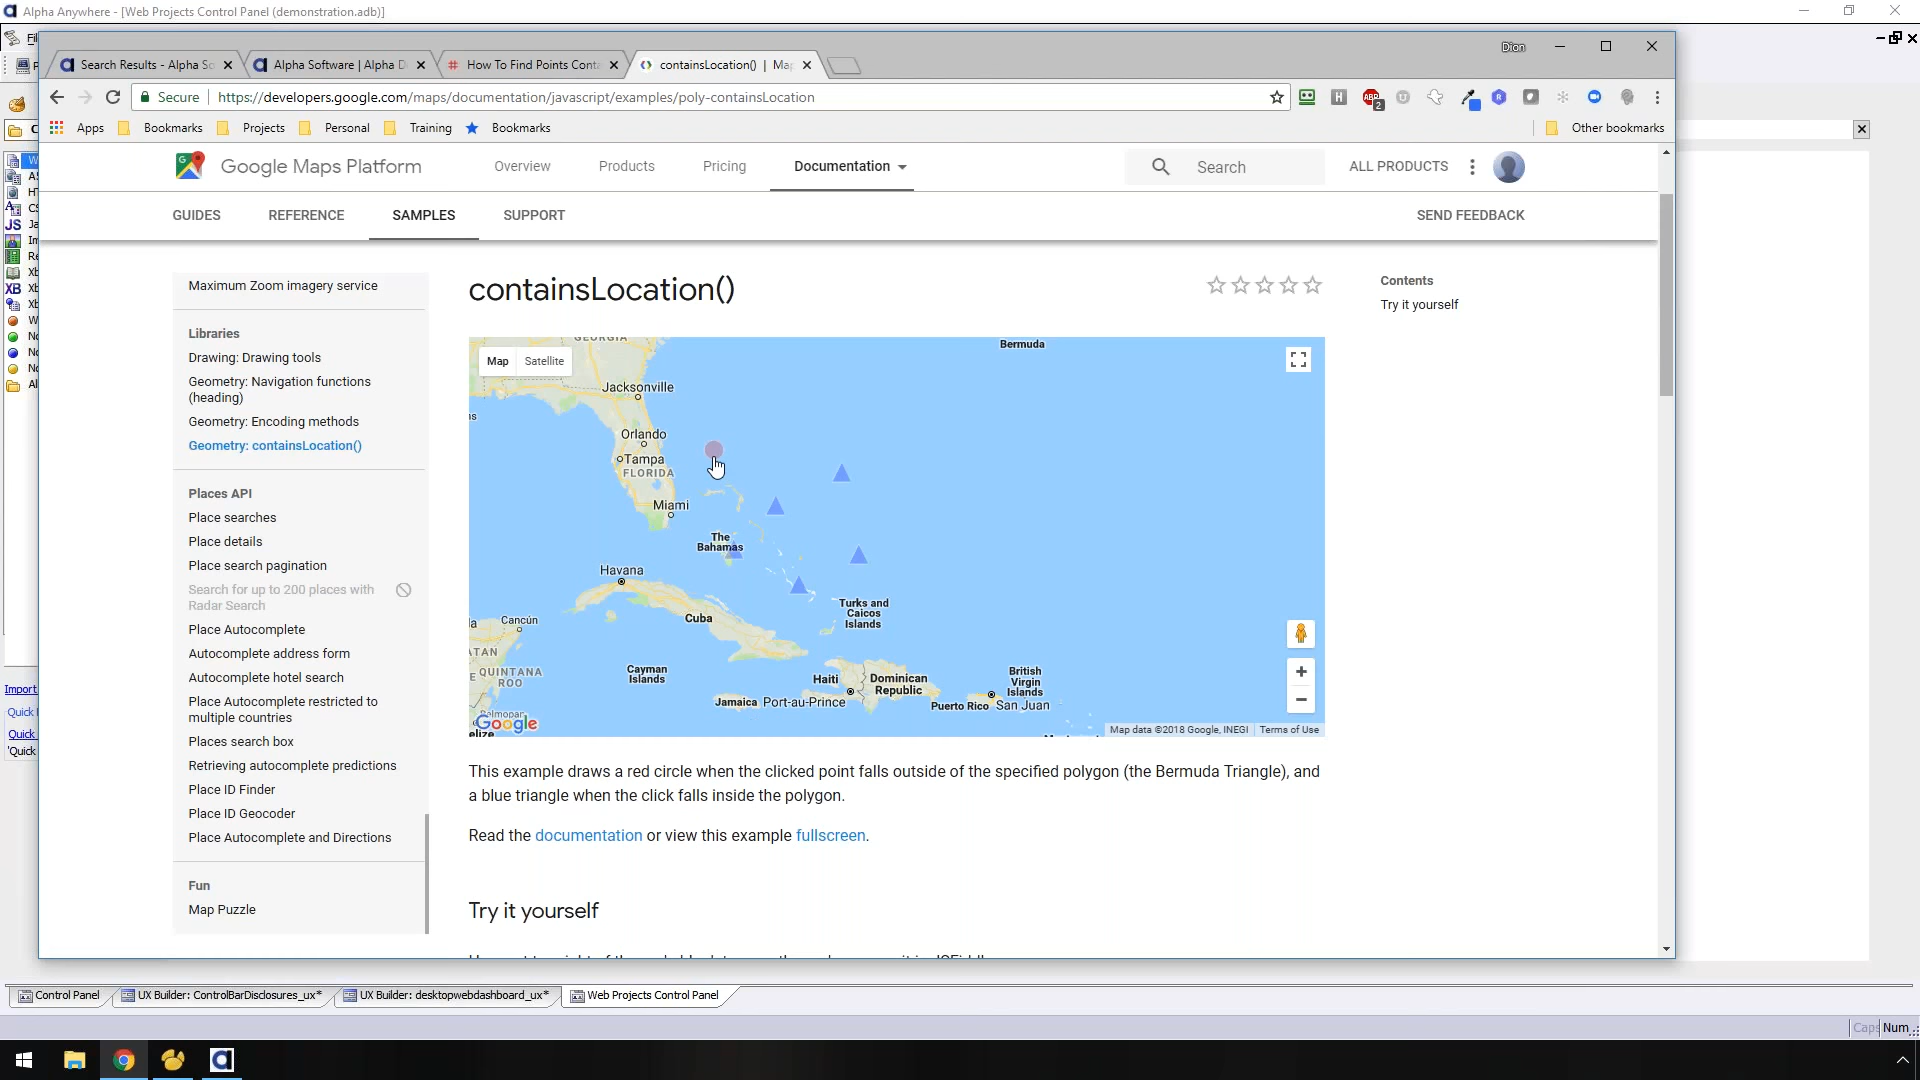 Alpha Anywhere - [Web Projects Control Panel (demonstration.adb)]
Dion
Search Results - Alpha So
Alpha Software | Alpha D
How To Find Points Conta
containsLocation() | Map
Secure
https://developers.google.com/maps/documentation/javascript/examples/poly-containsLocation
Apps
Bookmarks
Projects
Personal
Training
Bookmarks
Other bookmarks
Google Maps Platform
Overview
Products
Pricing
Documentation
Search
ALL PRODUCTS
GUIDES
REFERENCE
SAMPLES
SUPPORT
SEND FEEDBACK
Maximum Zoom imagery service
Libraries
Drawing: Drawing tools
Geometry: Navigation functions
(heading)
Geometry: Encoding methods
Geometry: containsLocation()
Places API
Place searches
Place details
Place search pagination
Search for up to 200 places with
Radar Search
Place Autocomplete
Autocomplete address form
Autocomplete hotel search
Place Autocomplete restricted to
multiple countries
Places search box
Retrieving autocomplete predictions
Place ID Finder
Place ID Geocoder
Place Autocomplete and Directions
Fun
Map Puzzle
containsLocation()
Contents
Try it yourself
Map
Satellite
GEORGIA
Bermuda
Jacksonville
Orlando
Tampa
FLORIDA
Miami
The
Bahamas
Havana
Turks and
Caicos
Islands
Cuba
Cancún
QUINTANA
ROO
Cayman
Islands
Haiti
Dominican
Republic
British
Virgin
Islands
Jamaica
Port-au-Prince
Puerto Rico
San Juan
Belmopan
Google
Map data ©2018 Google, INEGI
Terms of Use
This example draws a red circle when the clicked point falls outside of the specified polygon (the Bermuda Triangle), and
a blue triangle when the click falls inside the polygon.
Read the documentation or view this example fullscreen.
Try it yourself
Import
Quick
Quick
'Quick
Control Panel
UX Builder: ControlBarDisclosures_ux*
UX Builder: desktopwebdashboard_ux*
Web Projects Control Panel
Caps
Num